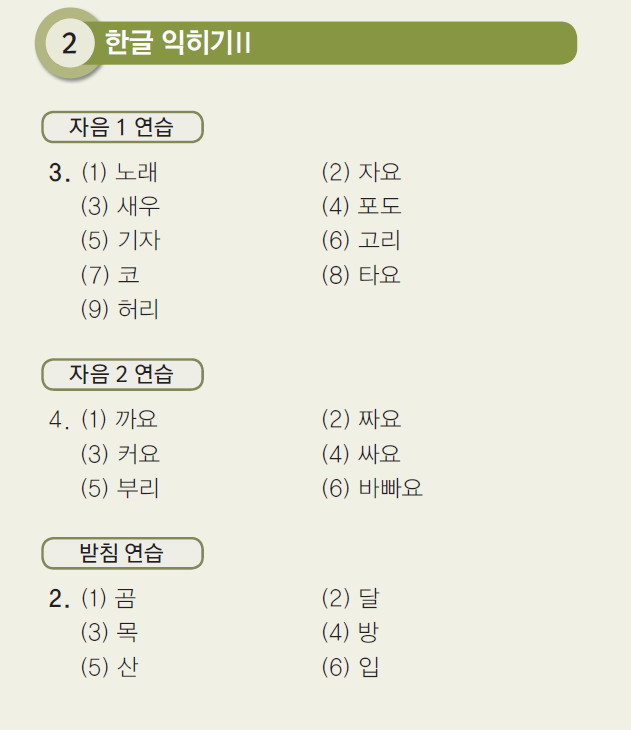 2 한글 익히기II
자음 1 연습
3. (1) 노래 (2) 자요
(3) 새우 (4) 포도
(5) 기자 (6) 고리
(7) 코 (8) 타요
(9) 허리
자음 2 연습
4. (1) 까요 (2) 짜요
(3) 커요 (4) 싸요
(5) 부리 (6) 바빠요
받침 연습
2. (1) 곰 (2) 달
(3) 목 (4) 방
(5) 산 (6) 입